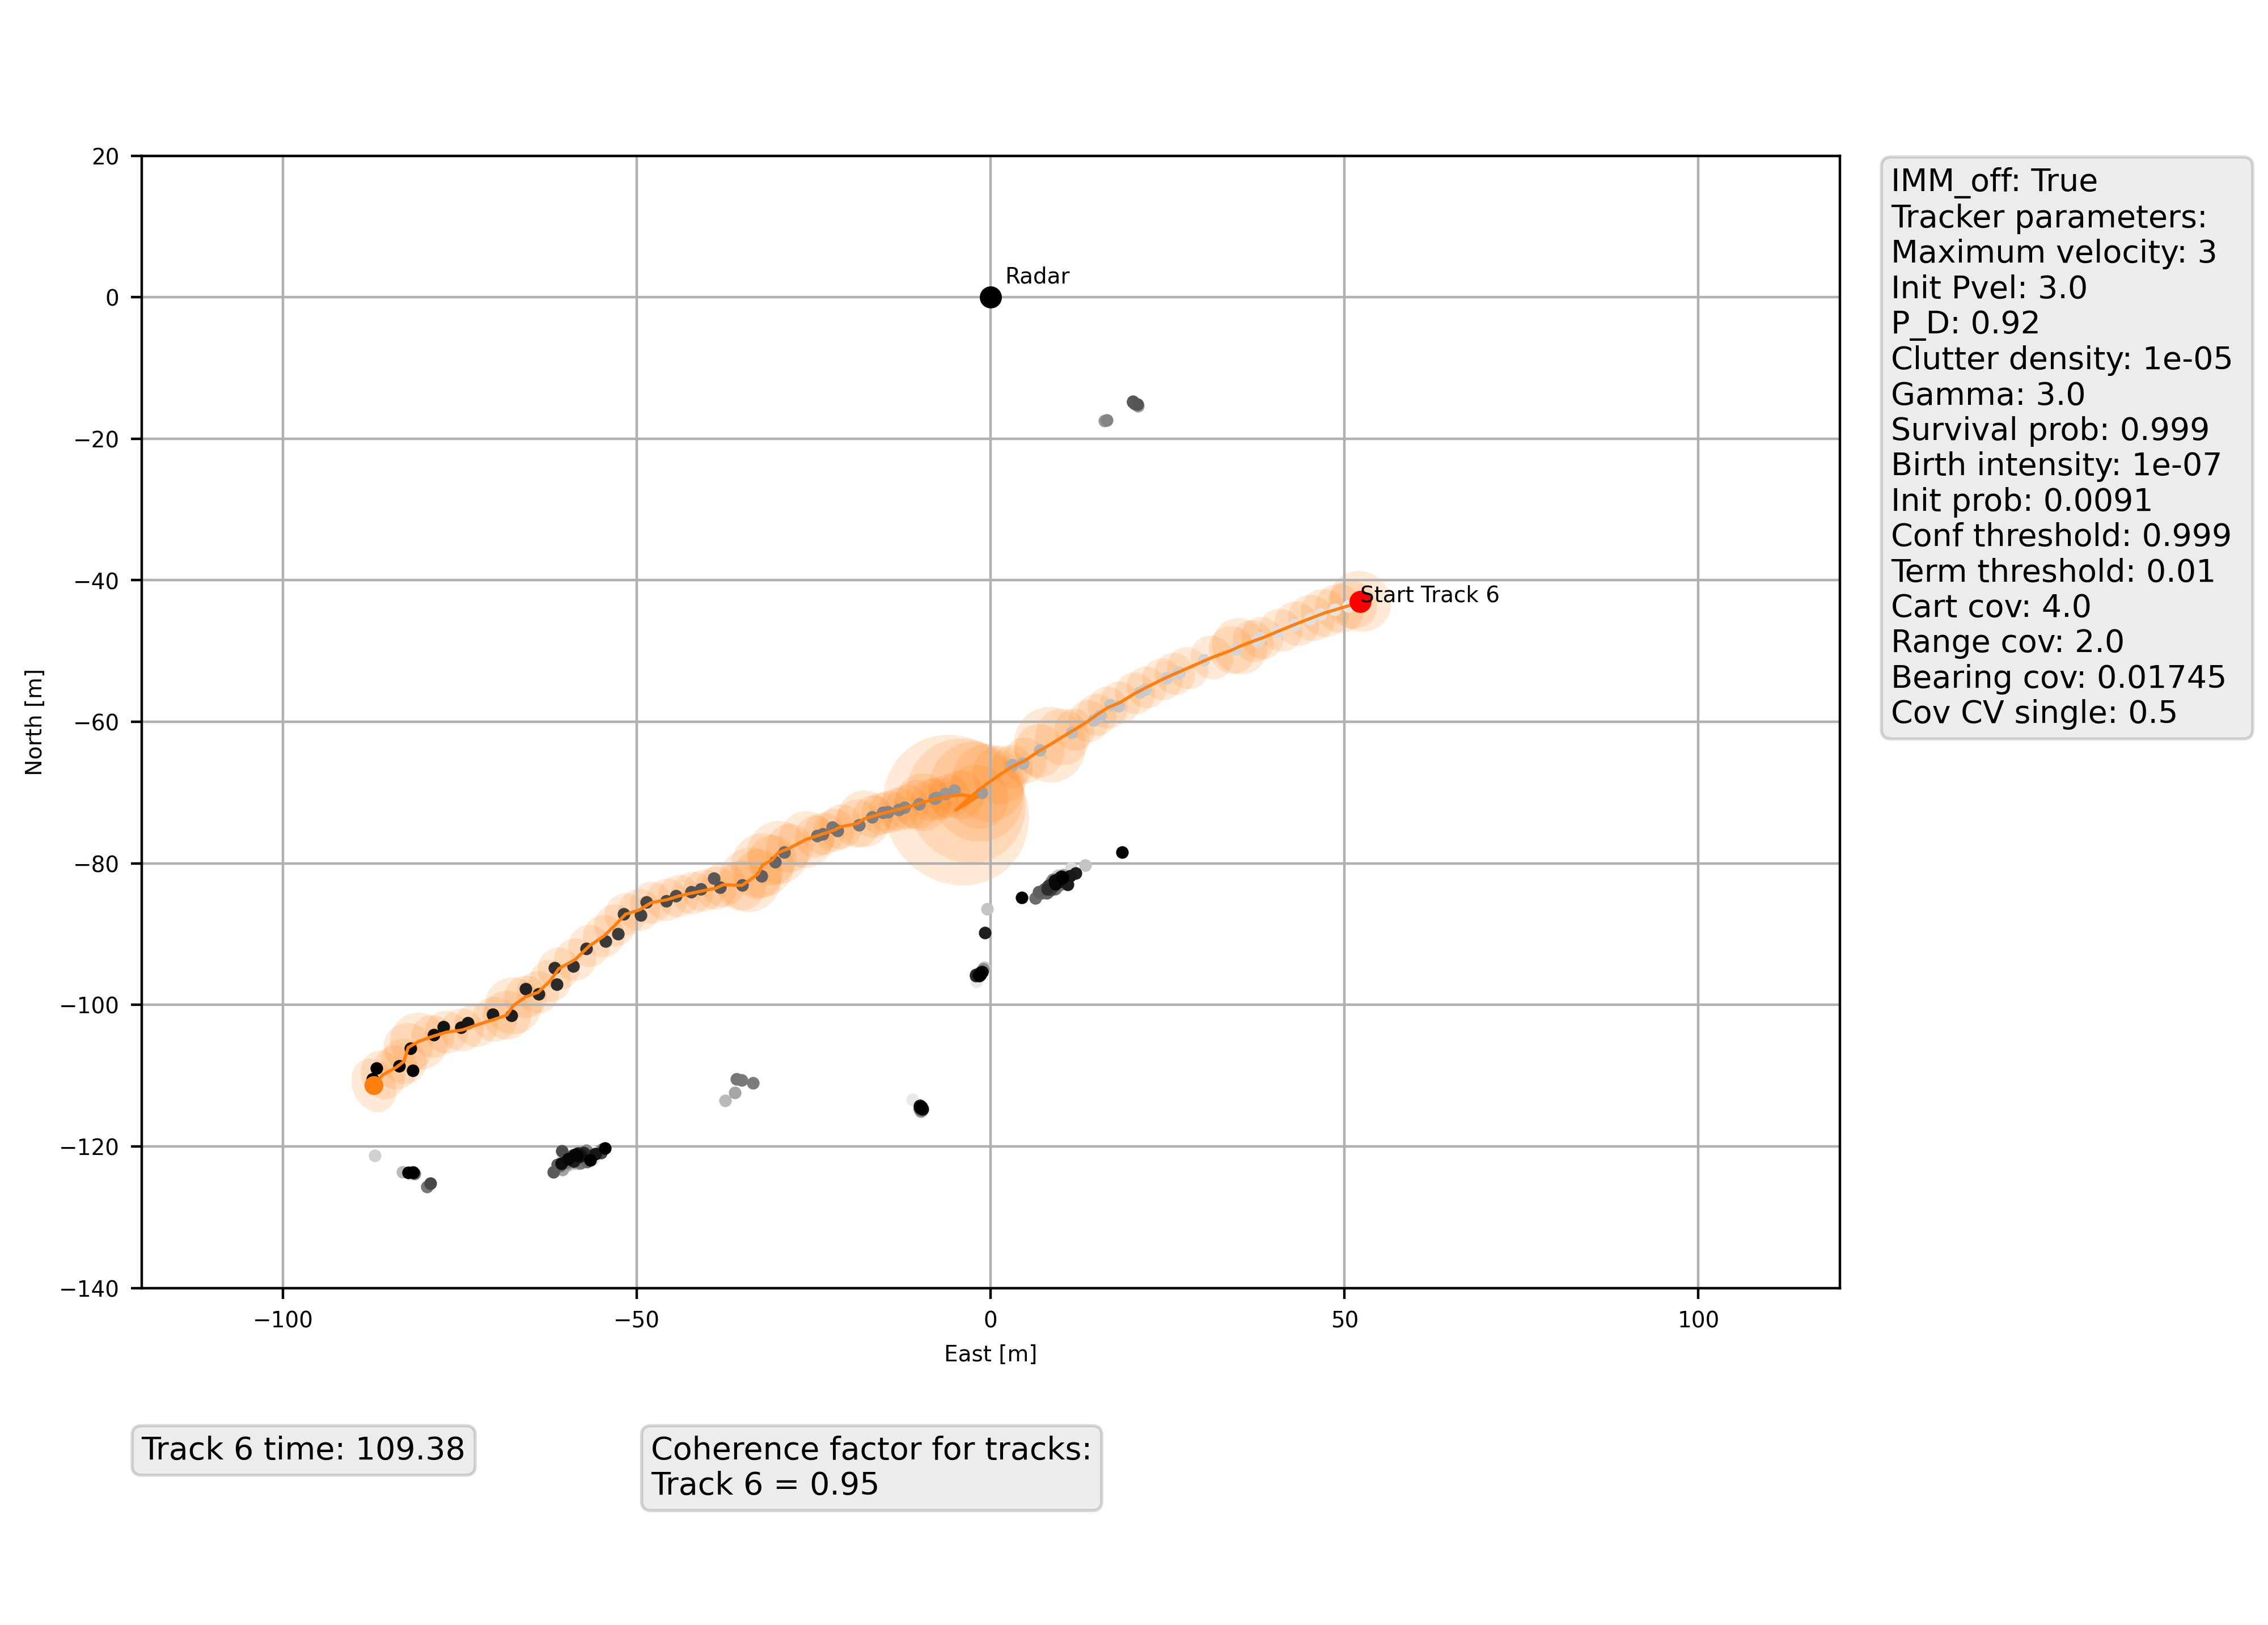 20
0
−20
−40
−60
−80
−100
−120
−140
−100
−50
0
50
100
North [m]
East [m]
Radar
Start Track 6
IMM_off: True
Tracker parameters:
Maximum velocity: 3
Init Pvel: 3.0
P_D: 0.92
Clutter density: 1e-05
Gamma: 3.0
Survival prob: 0.999
Birth intensity: 1e-07
Init prob: 0.0091
Conf threshold: 0.999
Term threshold: 0.01
Cart cov: 4.0
Range cov: 2.0
Bearing cov: 0.01745
Cov CV single: 0.5
Track 6 time: 109.38
Coherence factor for tracks:
Track 6 = 0.95